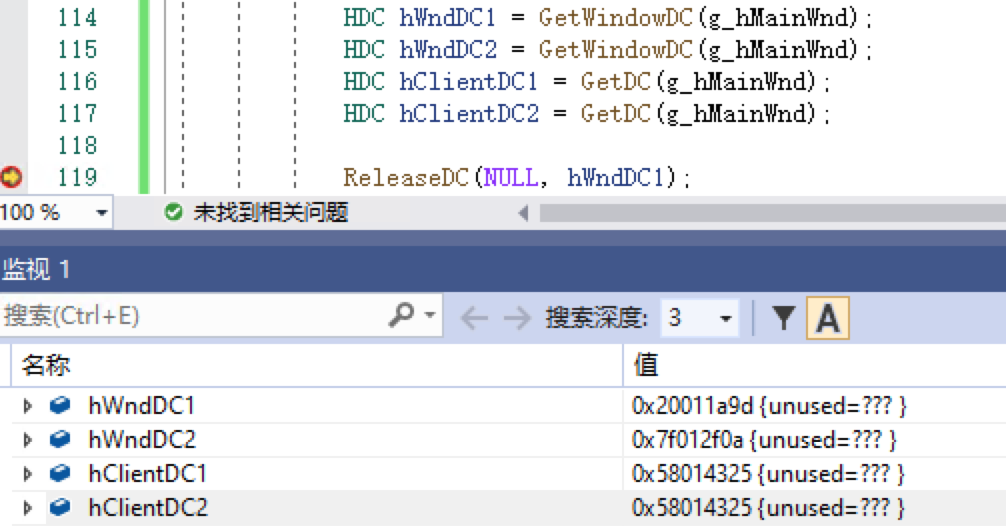 114 HDC hWndDC1 = GetWindowDC(g_hMainWnd);
115 HDC hWndDC2 = GetWindowDC(g_hMainWnd);
116 HDC hClientDC1 = GetDC(g_hMainWnd);
117 HDC hClientDC2 = GetDC(g_hMainWnd);
118
119 ReleaseDC(NULL, hWndDC1);
100 % 未找到相关问题
监视 1
搜索(Ctrl+E) 搜索深度: 3 A
名称 值
hWndDC1 0x20011a9d {unused=??? }
hWndDC2 0x7f012f0a {unused=??? }
hClientDC1 0x58014325 {unused=??? }
hClientDC2 0x58014325 {unused=??? }